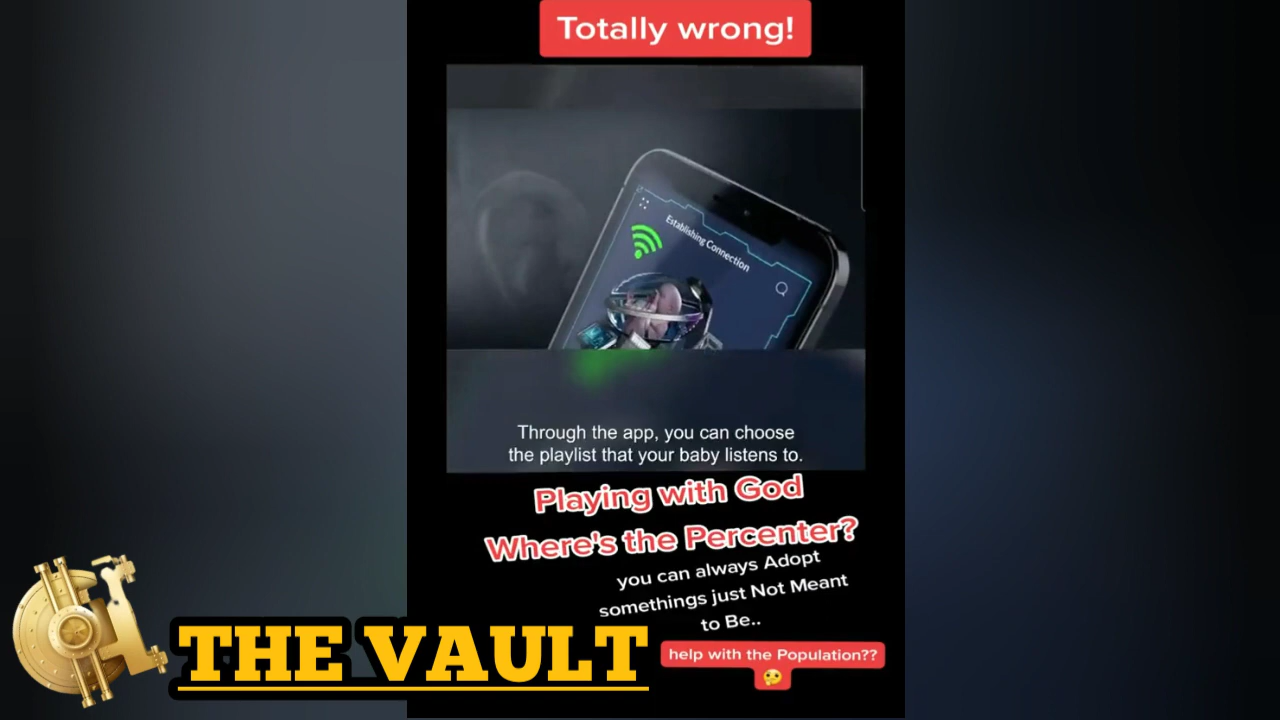 Totally wrong!
Establishing Connection
Through the app, you can choose
the playlist that your baby listens to.
Playing with God
Where's the Percenter?
you can always Adopt
somethings just Not Meant
to Be..
help with the Population??
🤔
THE VAULT